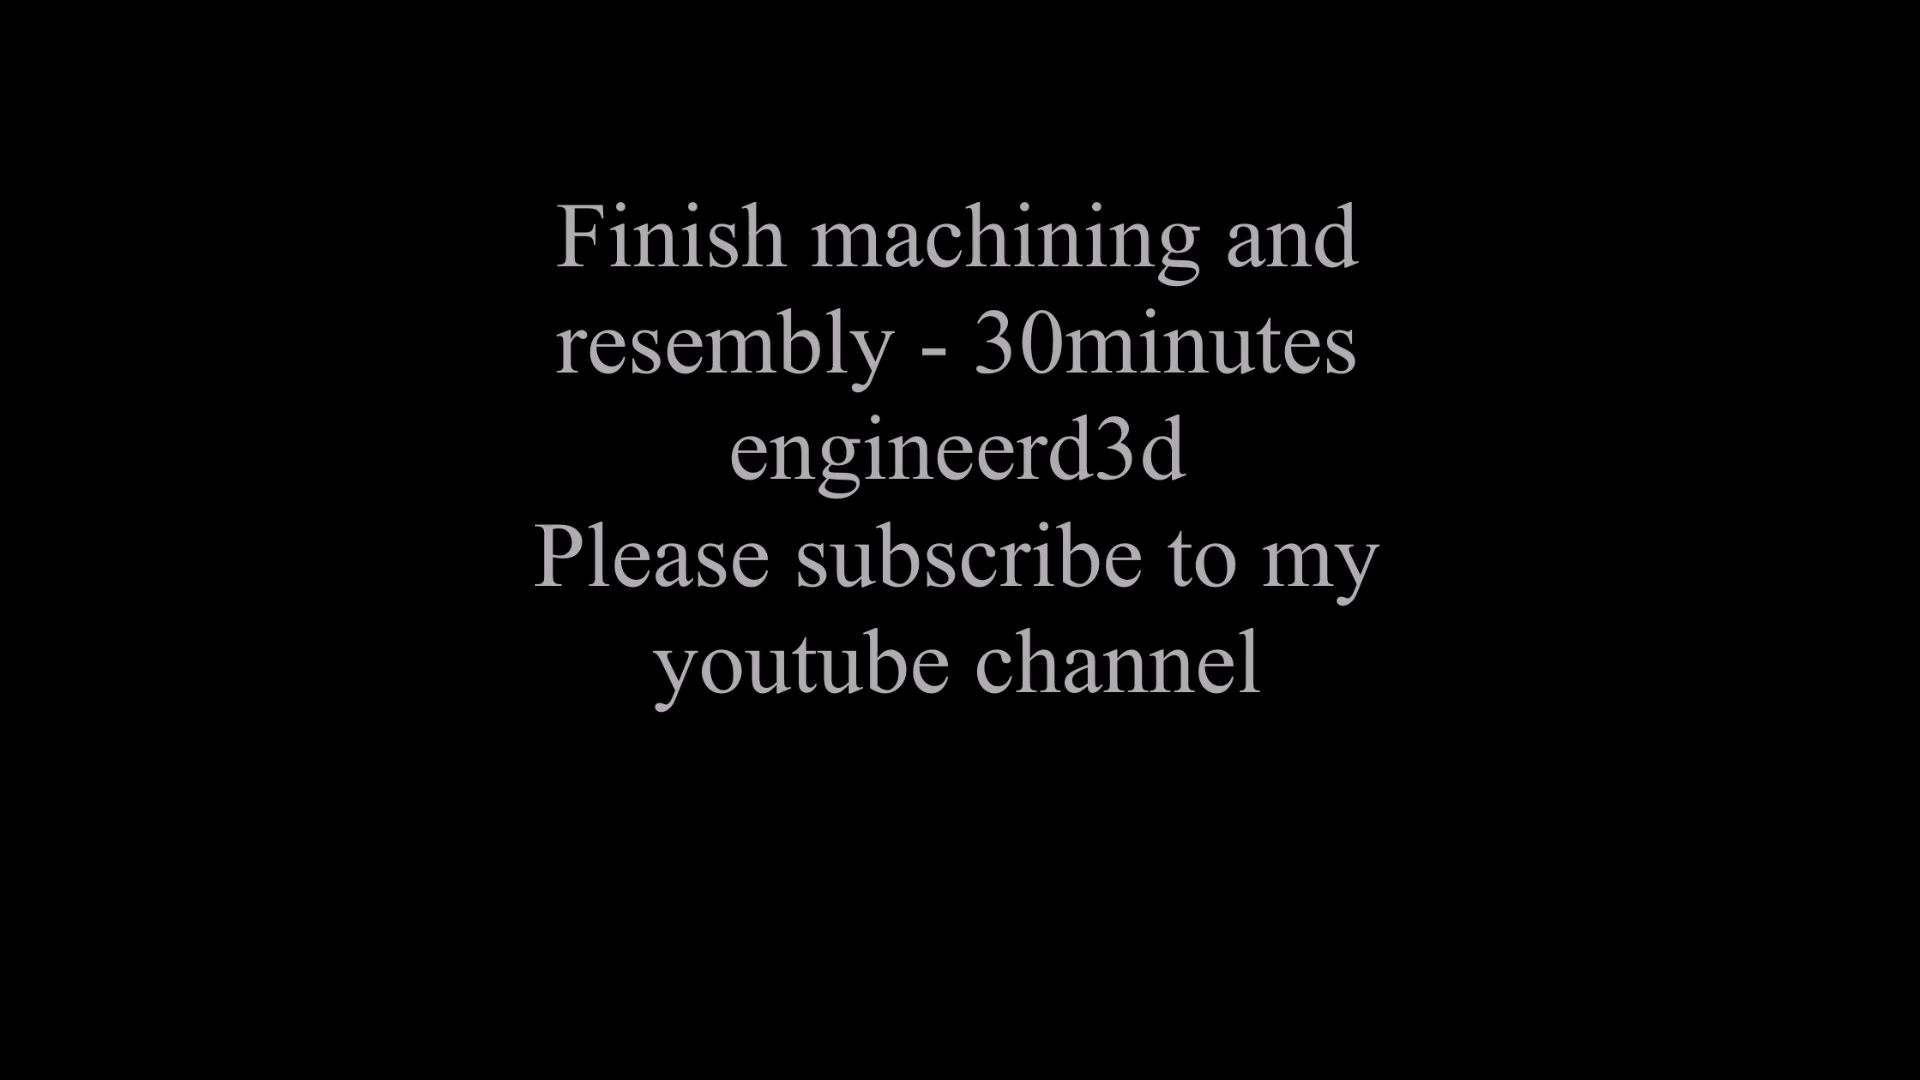 Finish machining and
resembly - 30minutes
engineerd3d
Please subscribe to my
youtube channel